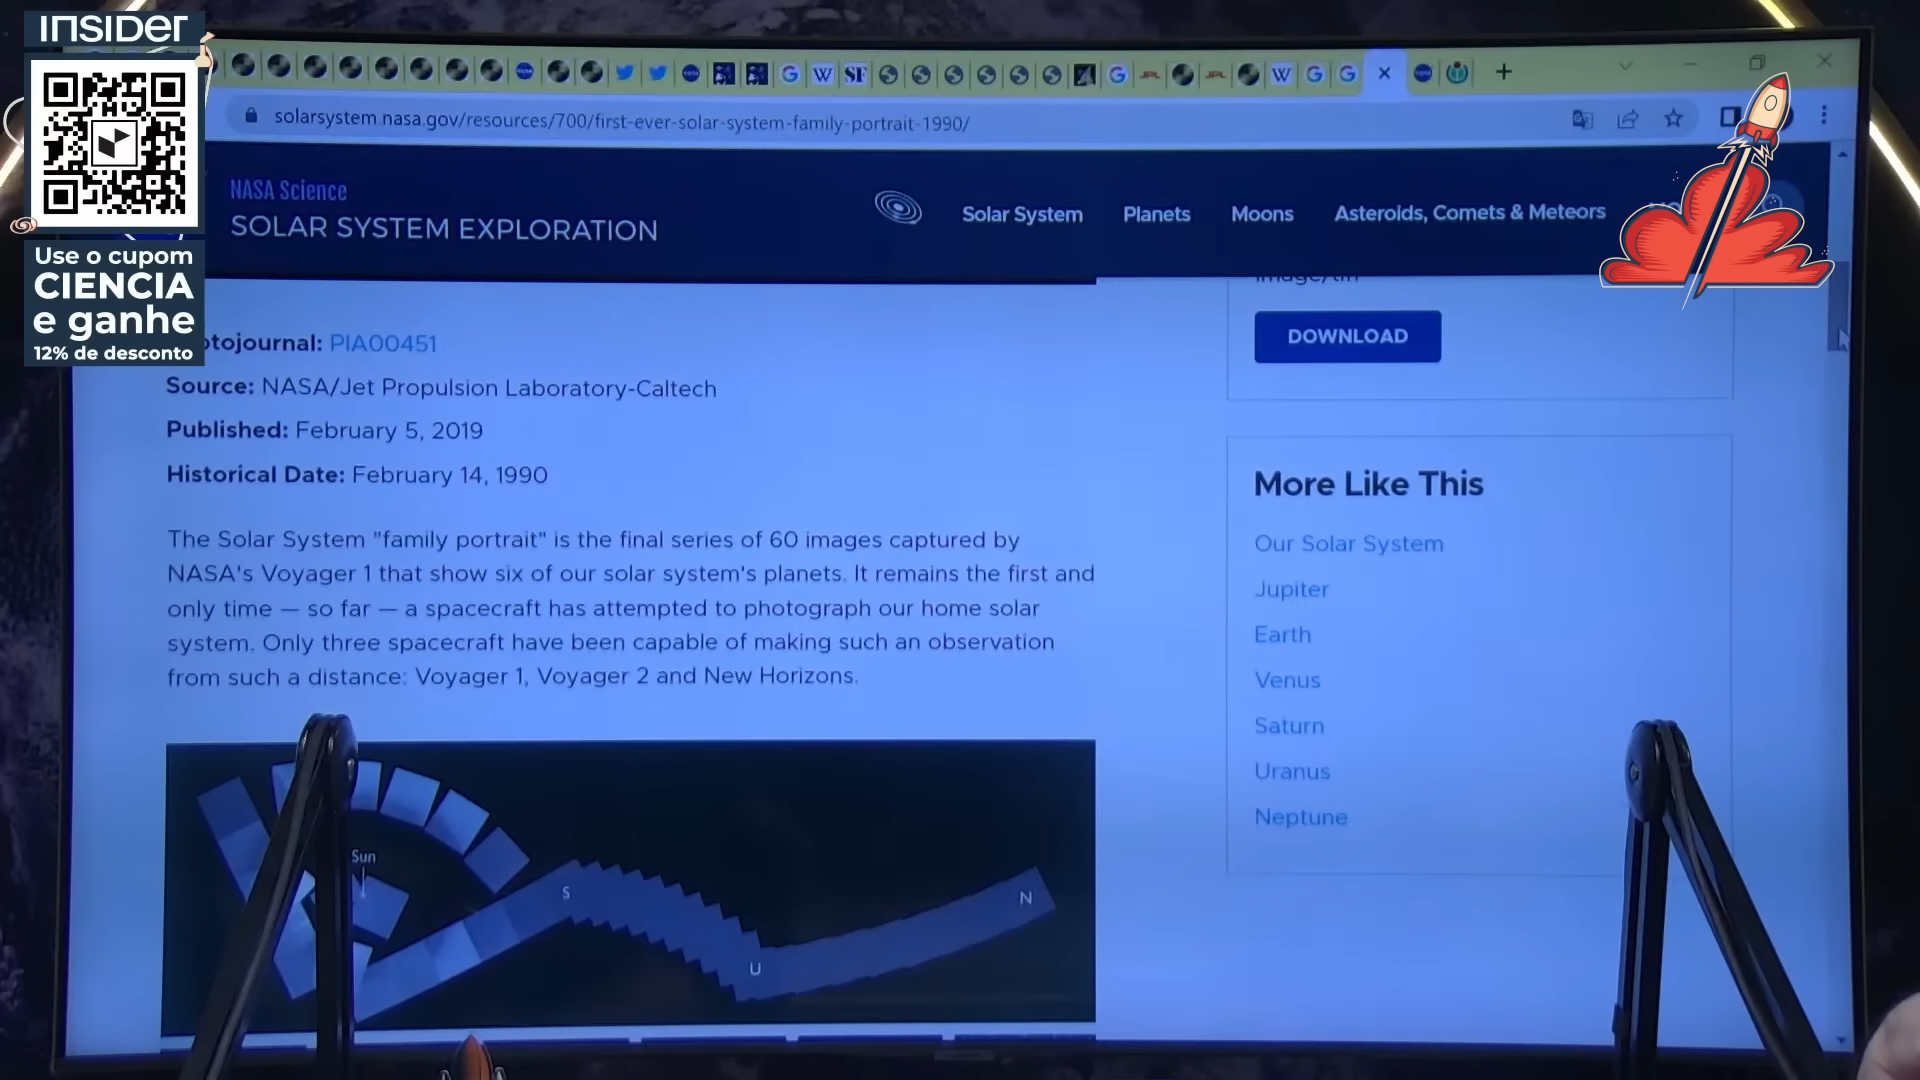 INSIDER
Use o cupom
CIENCIA
e ganhe
12% de desconto
solarsystem.nasa.gov/resources/700/first-ever-solar-system-family-portrait-1990/
NASA Science
SOLAR SYSTEM EXPLORATION
Solar System
Planets
Moons
Asteroids, Comets & Meteors
DOWNLOAD
otojournal: PIA00451
Source: NASA/Jet Propulsion Laboratory-Caltech
Published: February 5, 2019
Historical Date: February 14, 1990
The Solar System "family portrait" is the final series of 60 images captured by
NASA's Voyager 1 that show six of our solar system's planets. It remains the first and
only time — so far — a spacecraft has attempted to photograph our home solar
system. Only three spacecraft have been capable of making such an observation
from such a distance: Voyager 1, Voyager 2 and New Horizons.
More Like This
Our Solar System
Jupiter
Earth
Venus
Saturn
Uranus
Neptune
Sun
S
U
N